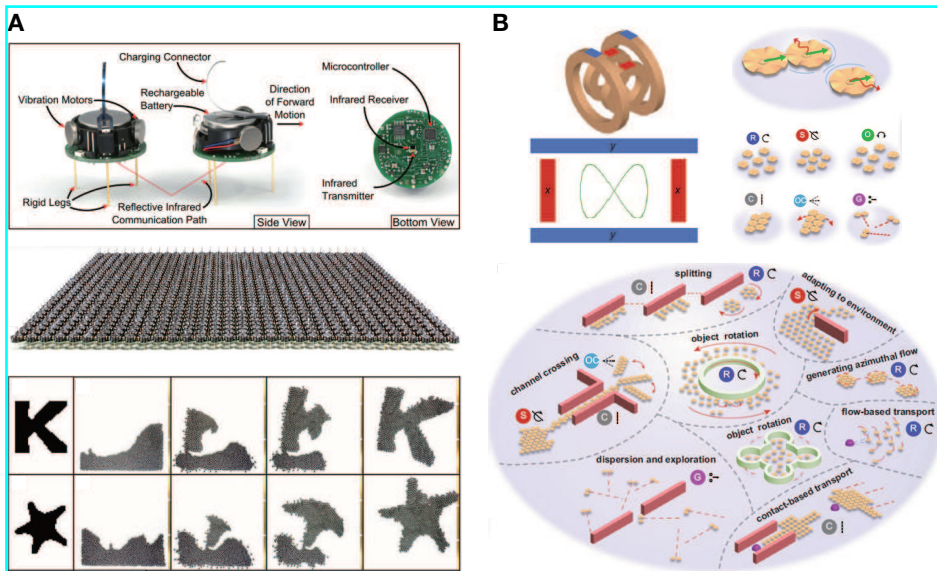 A
Charging Connector
Rechargeable
Battery
Vibration Motors
Direction
of Forward
Motion
Microcontroller
Infrared Receiver
Infrared
Transmitter
Rigid Legs
Reflective Infrared
Communication Path
Side View
Bottom View
K
B
y
x
x
y
R
S
O
C
OC
G
splitting
C
R
S
adapting to environment
object rotation
R
channel crossing
OC
S
C
generating azimuthal flow
R
flow-based transport
R
object rotation
R
dispersion and exploration
G
contact-based transport
C